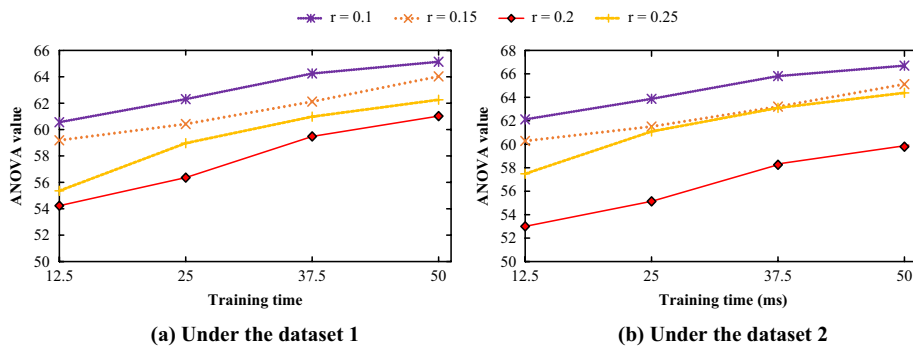 r = 0.1 r = 0.15 r = 0.2 r = 0.25
66
64
62
60
58
56
54
52
50
ANOVA value
12.5 25 37.5 50
Training time
(a) Under the dataset 1
68
66
64
62
60
58
56
54
52
50
ANOVA value
12.5 25 37.5 50
Training time (ms)
(b) Under the dataset 2